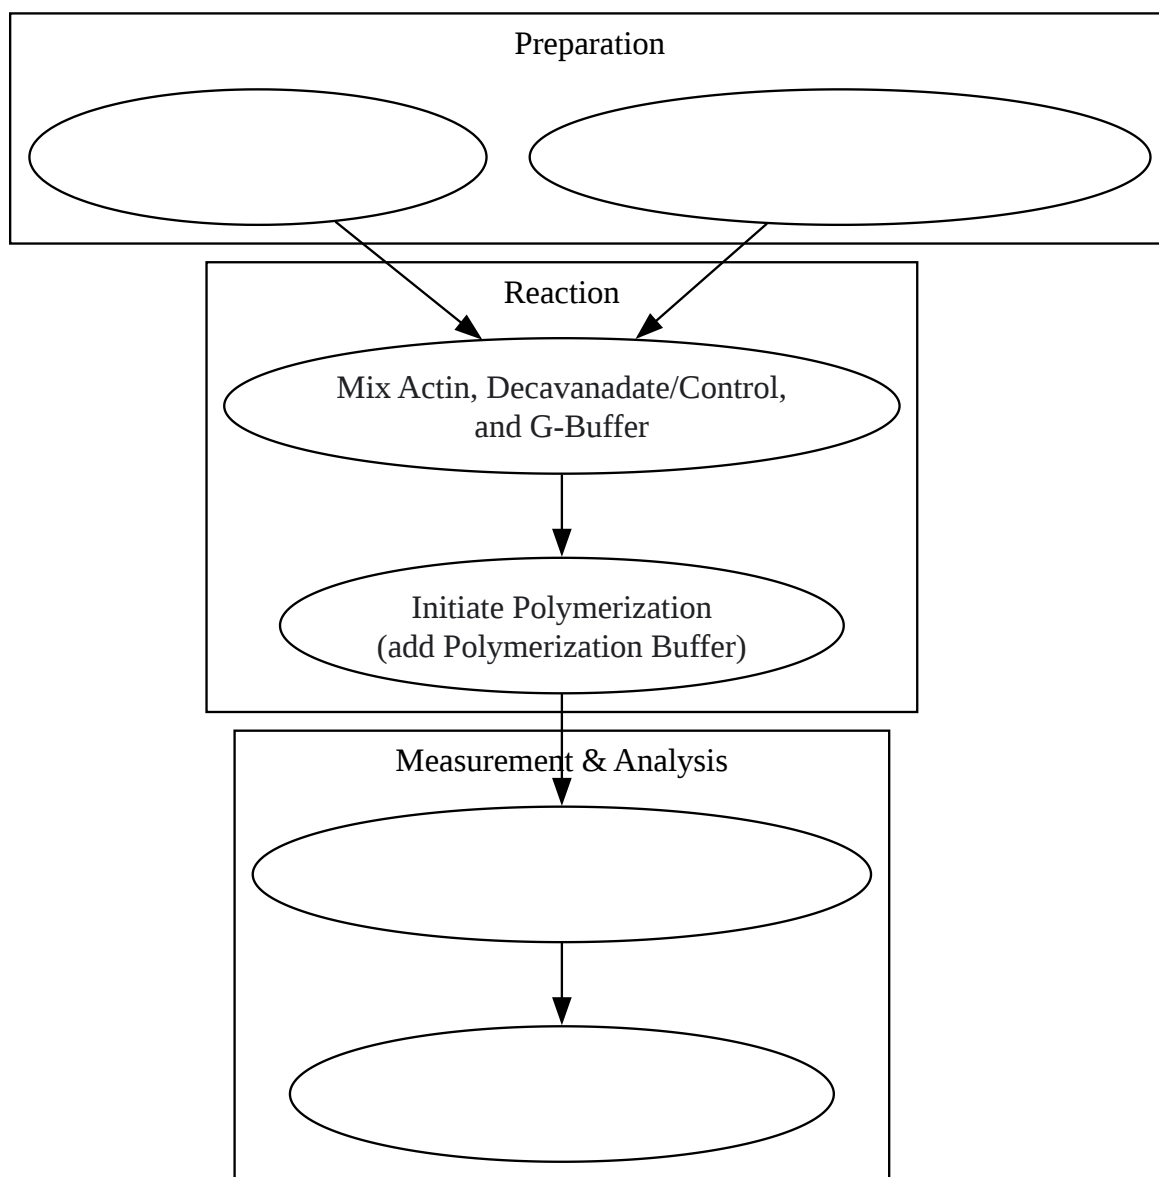 Preparation
Reaction
Mix Actin, Decavanadate/Control,
and G-Buffer
Initiate Polymerization
(add Polymerization Buffer)
Measurement & Analysis